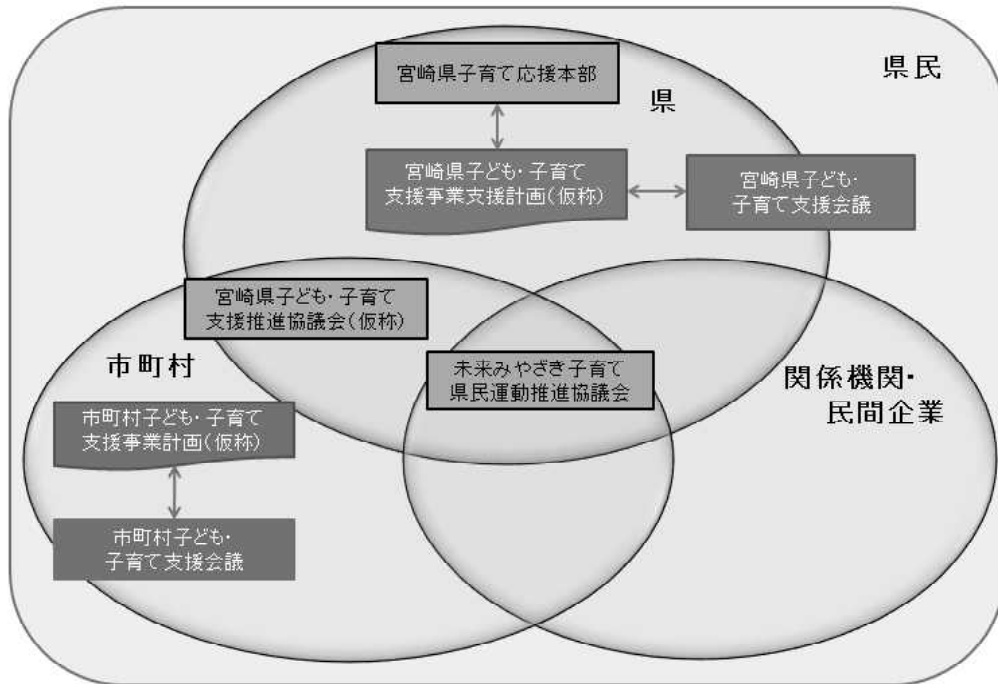 宮崎県子育て応援本部
県民
県
宮崎県子ども・子育て
支援事業支援計画(仮称)
宮崎県子ども・
子育て支援会議
宮崎県子ども・子育て
支援推進協議会(仮称)
市町村
未来みやざき子育て
県民運動推進協議会
関係機関・
民間企業
市町村子ども・子育て
支援事業計画(仮称)
市町村子ども・
子育て支援会議